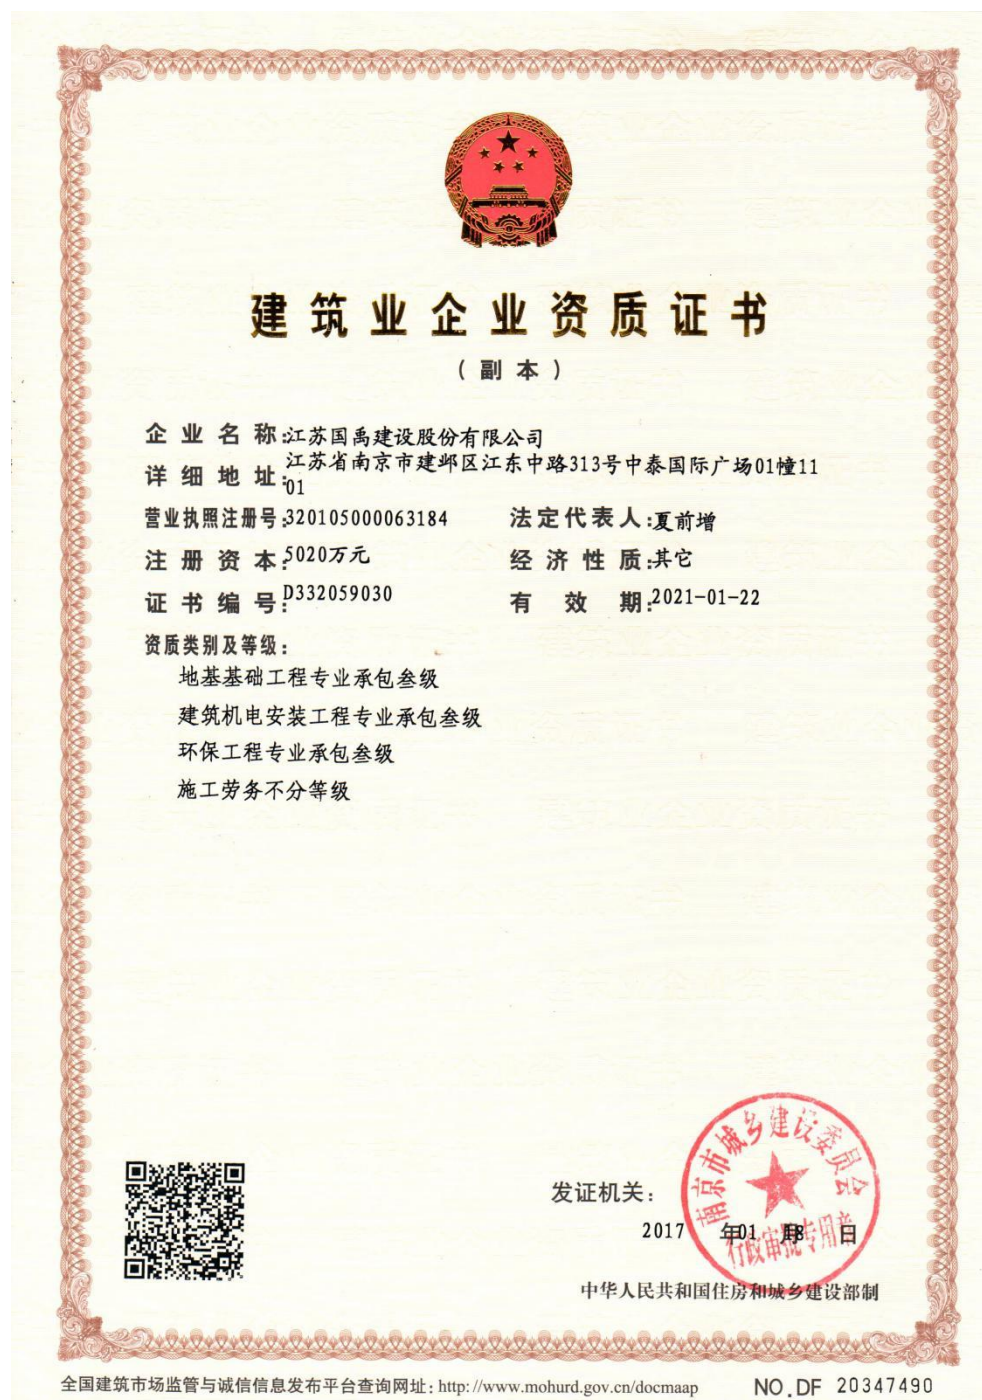 建筑业企业资质证书
（副本）
企业名称:江苏国禹建设股份有限公司
详细地址:江苏省南京市建邺区江东中路313号中泰国际广场01幢11
01
营业执照注册号:320105000063184 法定代表人:夏前增
注册资本:5020万元 经济性质:其它
证书编号:D332059030 有效期:2021-01-22
资质类别及等级:
地基基础工程专业承包叁级
建筑机电安装工程专业承包叁级
环保工程专业承包叁级
施工劳务不分等级
南京市城乡建设委员会
发证机关:
2017 年01 月18 日
行政审批专用章
中华人民共和国住房和城乡建设部制
全国建筑市场监管与诚信信息发布平台查询网址: http://www.mohurd.gov.cn/docmaap NO.DF 20347490